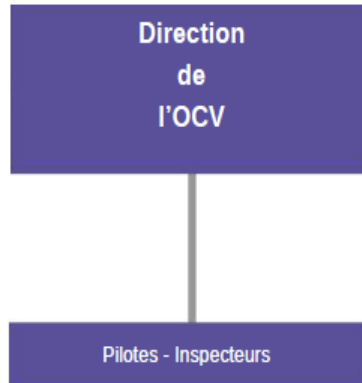 Direction
de
l'OCV
Pilotes - Inspecteurs